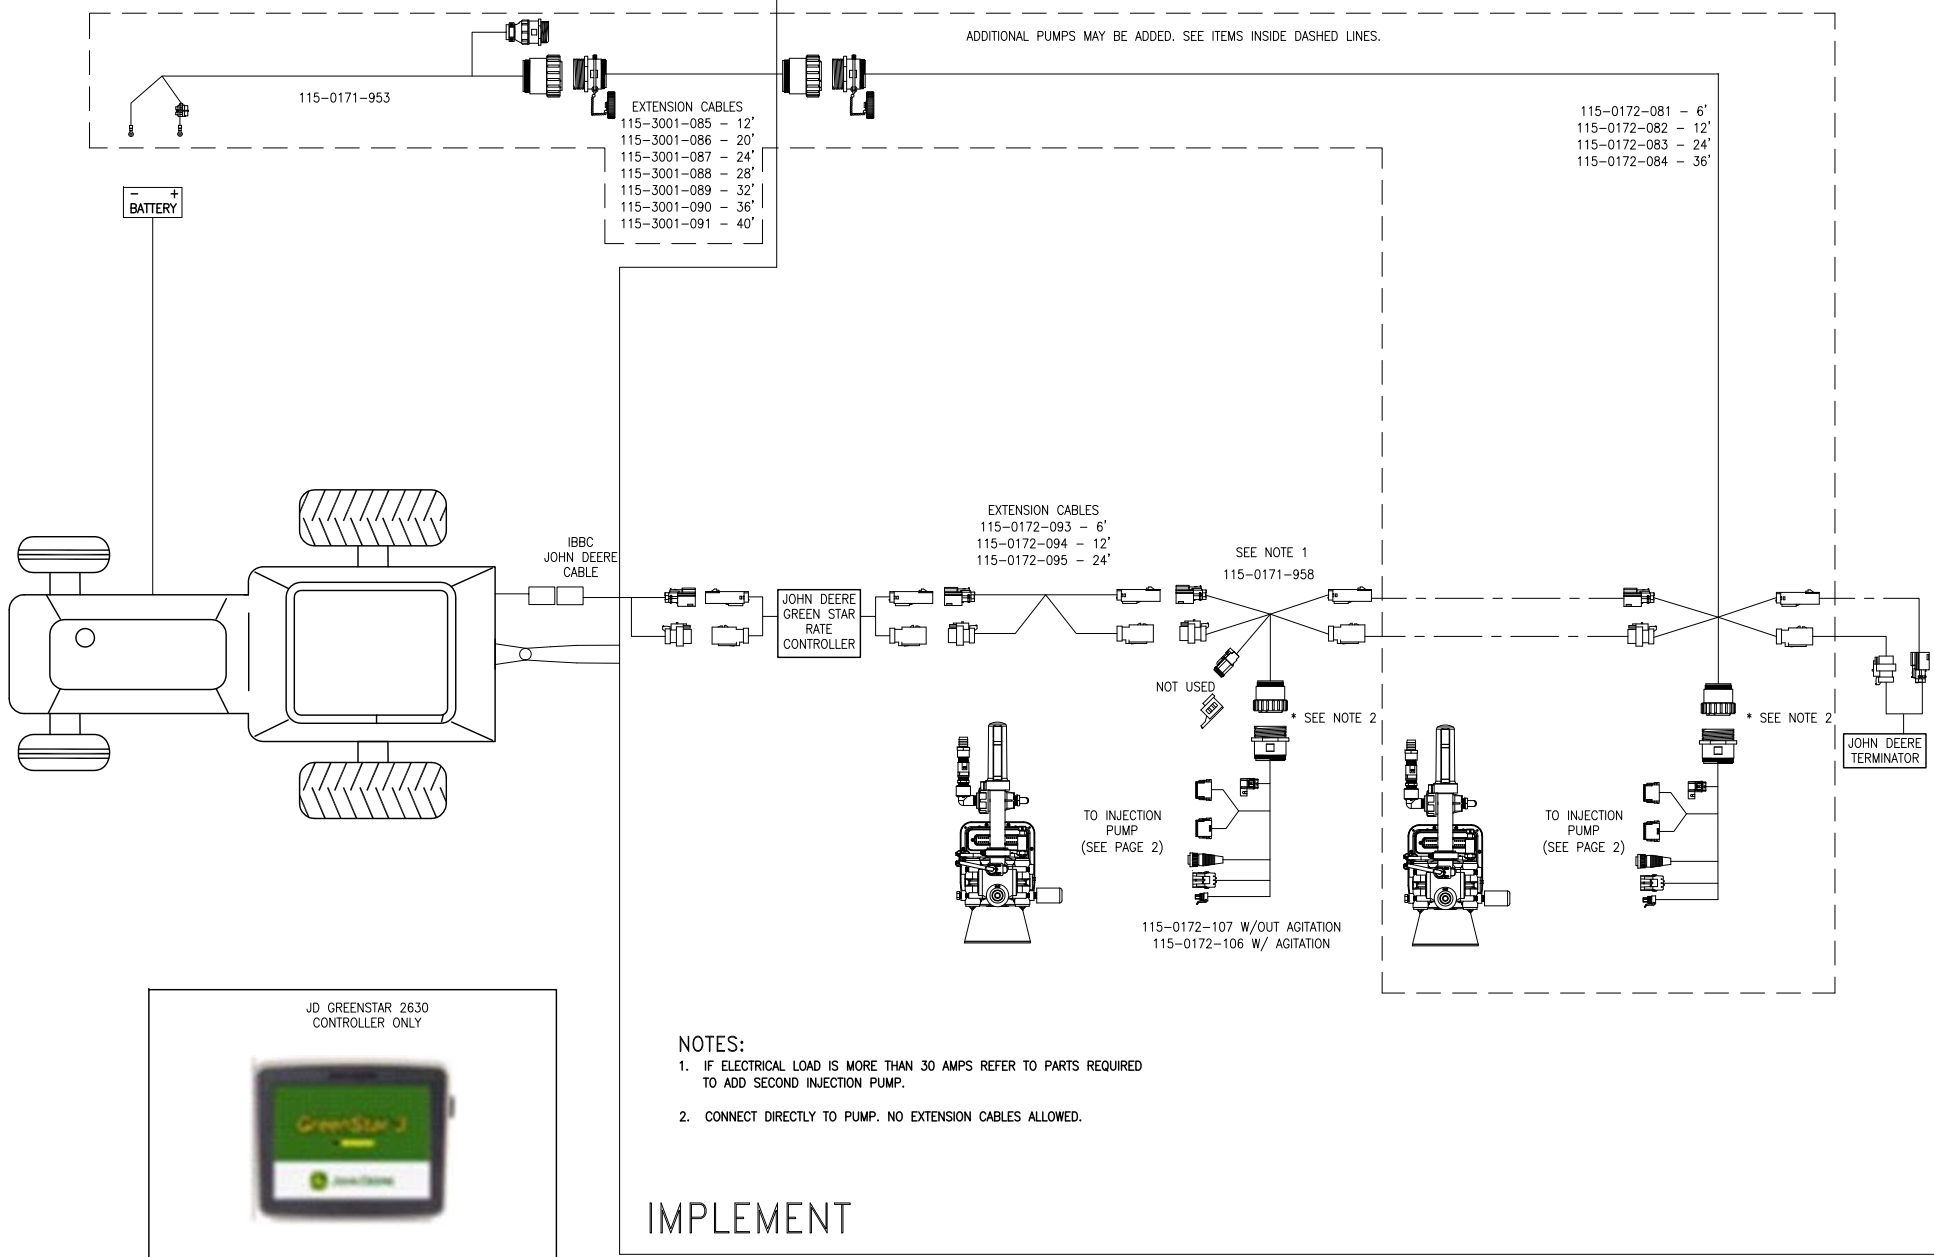 ADDITIONAL PUMPS MAY BE ADDED. SEE ITEMS INSIDE DASHED LINES.
115-0171-953
EXTENSION CABLES
115-3001-085 - 12'
115-3001-086 - 20'
115-3001-087 - 24'
115-3001-088 - 28'
115-3001-089 - 32'
115-3001-090 - 36'
115-3001-091 - 40'
115-0172-081 - 6'
115-0172-082 - 12'
115-0172-083 - 24'
115-0172-084 - 36'
- +
BATTERY
IBBC
JOHN DEERE
CABLE
JOHN DEERE
GREEN STAR
RATE
CONTROLLER
EXTENSION CABLES
115-0172-093 - 6'
115-0172-094 - 12'
115-0172-095 - 24'
SEE NOTE 1
115-0171-958
NOT USED
* SEE NOTE 2
* SEE NOTE 2
JOHN DEERE
TERMINATOR
TO INJECTION
PUMP
(SEE PAGE 2)
TO INJECTION
PUMP
(SEE PAGE 2)
115-0172-107 W/OUT AGITATION
115-0172-106 W/ AGITATION
JD GREENSTAR 2630
CONTROLLER ONLY
GreenStar 3
John Deere
NOTES:
1. IF ELECTRICAL LOAD IS MORE THAN 30 AMPS REFER TO PARTS REQUIRED
TO ADD SECOND INJECTION PUMP.
2. CONNECT DIRECTLY TO PUMP. NO EXTENSION CABLES ALLOWED.
IMPLEMENT